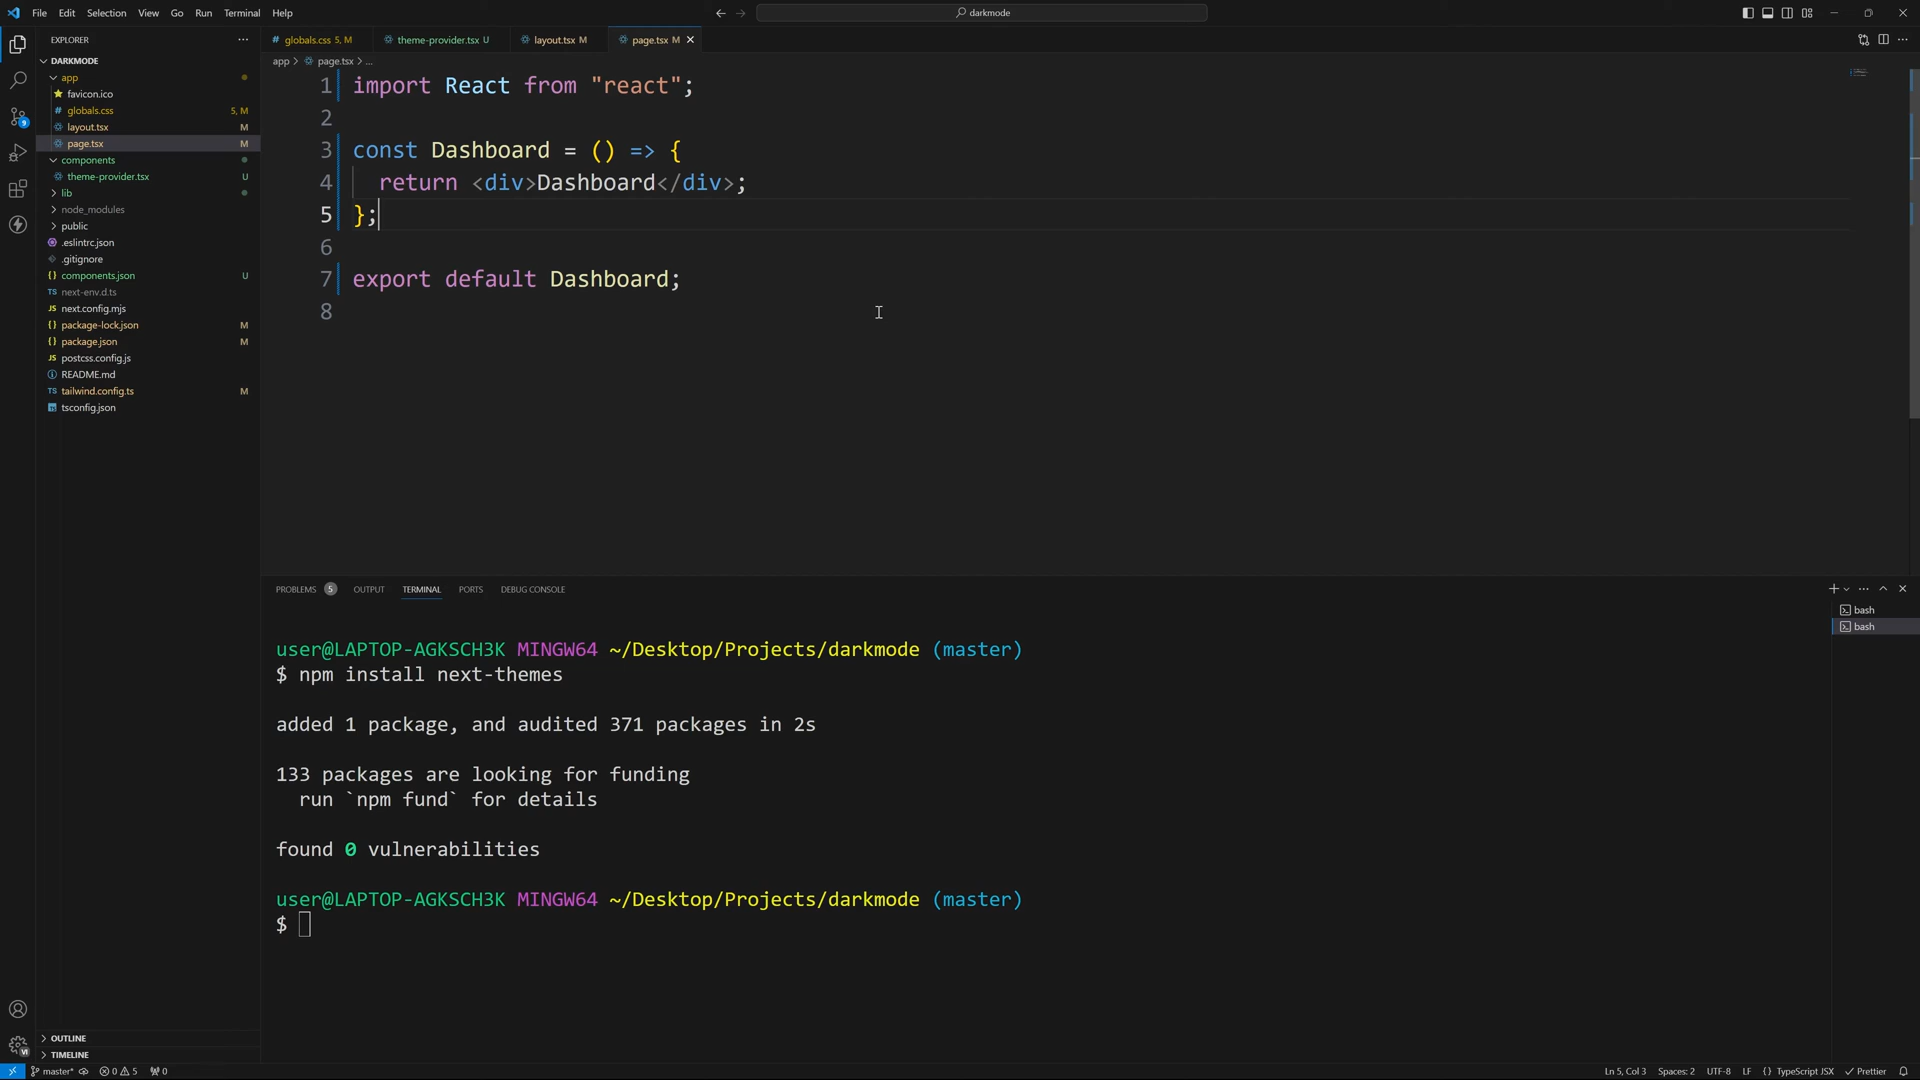 File Edit Selection View Go Run Terminal Help
darkmode
EXPLORER
DARKMODE
app
favicon.ico
globals.css 5, M
layout.tsx M
page.tsx M
components
theme-provider.tsx U
lib
node_modules
public
.eslintrc.json
.gitignore
components.json U
next-env.d.ts
next.config.mjs
package-lock.json M
package.json M
postcss.config.js
README.md
tailwind.config.ts M
tsconfig.json
OUTLINE
TIMELINE
globals.css 5, M
theme-provider.tsx U
layout.tsx M
page.tsx M
app > page.tsx > ...
1 import React from "react";
2
3 const Dashboard = () => {
4 return <div>Dashboard</div>;
5 };
6
7 export default Dashboard;
8
PROBLEMS 5 OUTPUT TERMINAL PORTS DEBUG CONSOLE
user@LAPTOP-AGKSCH3K MINGW64 ~/Desktop/Projects/darkmode (master)
$ npm install next-themes
added 1 package, and audited 371 packages in 2s
133 packages are looking for funding
run `npm fund` for details
found 0 vulnerabilities
user@LAPTOP-AGKSCH3K MINGW64 ~/Desktop/Projects/darkmode (master)
$
bash
bash
master* 0 5 0
Ln 5, Col 3 Spaces: 2 UTF-8 LF {} TypeScript JSX Prettier